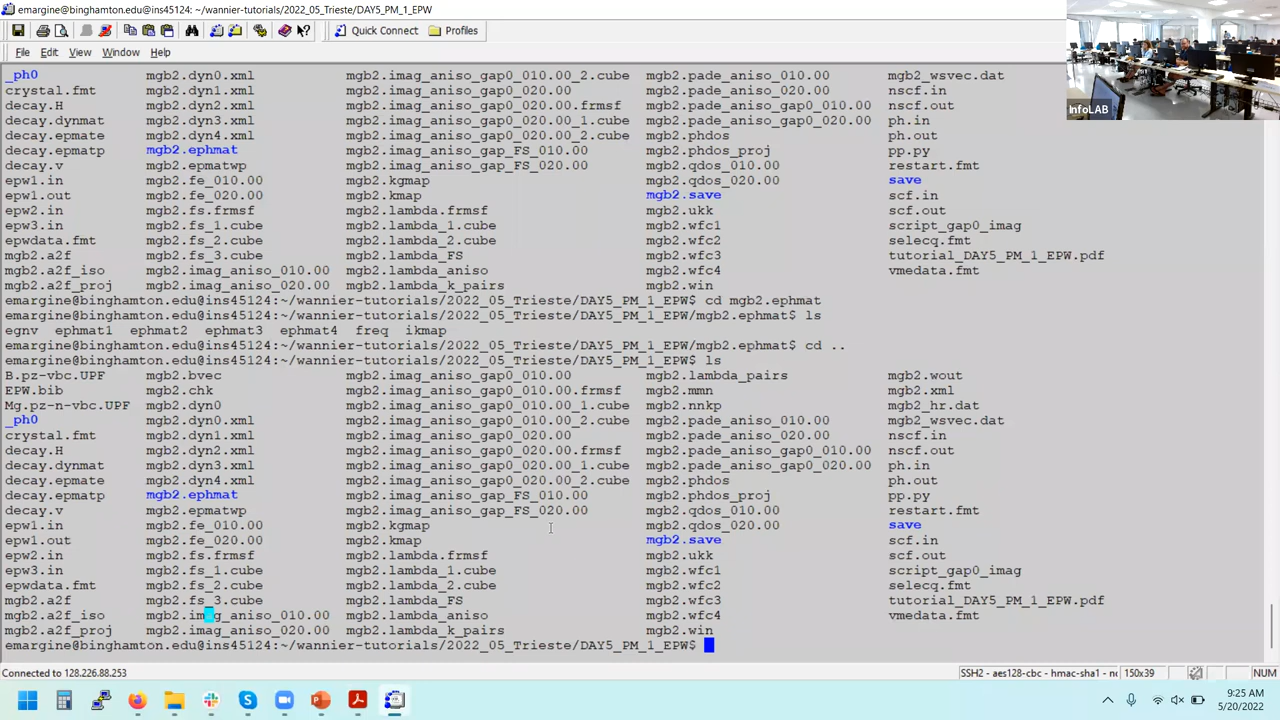 emargine@binghamton.edu@ins45124: ~/wannier-tutorials/2022_05_Trieste/DAY5_PM_1_EPW
Quick Connect Profiles
File Edit View Window Help
_ph0 mgb2.dyn0.xml mgb2.imag_aniso_gap0_010.00_2.cube mgb2.pade_aniso_010.00 mgb2_wsvec.dat
crystal.fmt mgb2.dyn1.xml mgb2.imag_aniso_gap0_020.00 mgb2.pade_aniso_020.00 nscf.in
decay.H mgb2.dyn2.xml mgb2.imag_aniso_gap0_020.00.frmsf mgb2.pade_aniso_gap0_010.00 nscf.out
decay.dynmat mgb2.dyn3.xml mgb2.imag_aniso_gap0_020.00_1.cube mgb2.pade_aniso_gap0_020.00 ph.in
decay.epmate mgb2.dyn4.xml mgb2.imag_aniso_gap0_020.00_2.cube mgb2.phdos ph.out
decay.epmatp mgb2.ephmat mgb2.imag_aniso_gap_FS_010.00 mgb2.phdos_proj pp.py
decay.v mgb2.epmatwp mgb2.imag_aniso_gap_FS_020.00 mgb2.qdos_010.00 restart.fmt
epw1.in mgb2.fe_010.00 mgb2.kgmap mgb2.qdos_020.00 save
epw1.out mgb2.fe_020.00 mgb2.kmap mgb2.save scf.in
epw2.in mgb2.fs.frmsf mgb2.lambda.frmsf mgb2.ukk scf.out
epw3.in mgb2.fs_1.cube mgb2.lambda_1.cube mgb2.wfc1 script_gap0_imag
epwdata.fmt mgb2.fs_2.cube mgb2.lambda_2.cube mgb2.wfc2 selecq.fmt
mgb2.a2f mgb2.fs_3.cube mgb2.lambda_FS mgb2.wfc3 tutorial_DAY5_PM_1_EPW.pdf
mgb2.a2f_iso mgb2.imag_aniso_010.00 mgb2.lambda_aniso mgb2.wfc4 vmedata.fmt
mgb2.a2f_proj mgb2.imag_aniso_020.00 mgb2.lambda_k_pairs mgb2.win
emargine@binghamton.edu@ins45124:~/wannier-tutorials/2022_05_Trieste/DAY5_PM_1_EPW$ cd mgb2.ephmat
emargine@binghamton.edu@ins45124:~/wannier-tutorials/2022_05_Trieste/DAY5_PM_1_EPW/mgb2.ephmat$ ls
egnv ephmat1 ephmat2 ephmat3 ephmat4 freq ikmap
emargine@binghamton.edu@ins45124:~/wannier-tutorials/2022_05_Trieste/DAY5_PM_1_EPW/mgb2.ephmat$ cd ..
emargine@binghamton.edu@ins45124:~/wannier-tutorials/2022_05_Trieste/DAY5_PM_1_EPW$ ls
B.pz-vbc.UPF mgb2.bvec mgb2.imag_aniso_gap0_010.00 mgb2.lambda_pairs mgb2.wout
EPW.bib mgb2.chk mgb2.imag_aniso_gap0_010.00.frmsf mgb2.mmn mgb2.xml
Mg.pz-n-vbc.UPF mgb2.dyn0 mgb2.imag_aniso_gap0_010.00_1.cube mgb2.nnkp mgb2_hr.dat
_ph0 mgb2.dyn0.xml mgb2.imag_aniso_gap0_010.00_2.cube mgb2.pade_aniso_010.00 mgb2_wsvec.dat
crystal.fmt mgb2.dyn1.xml mgb2.imag_aniso_gap0_020.00 mgb2.pade_aniso_020.00 nscf.in
decay.H mgb2.dyn2.xml mgb2.imag_aniso_gap0_020.00.frmsf mgb2.pade_aniso_gap0_010.00 nscf.out
decay.dynmat mgb2.dyn3.xml mgb2.imag_aniso_gap0_020.00_1.cube mgb2.pade_aniso_gap0_020.00 ph.in
decay.epmate mgb2.dyn4.xml mgb2.imag_aniso_gap0_020.00_2.cube mgb2.phdos ph.out
decay.epmatp mgb2.ephmat mgb2.imag_aniso_gap_FS_010.00 mgb2.phdos_proj pp.py
decay.v mgb2.epmatwp mgb2.imag_aniso_gap_FS_020.00 mgb2.qdos_010.00 restart.fmt
epw1.in mgb2.fe_010.00 mgb2.kgmap mgb2.qdos_020.00 save
epw1.out mgb2.fe_020.00 mgb2.kmap mgb2.save scf.in
epw2.in mgb2.fs.frmsf mgb2.lambda.frmsf mgb2.ukk scf.out
epw3.in mgb2.fs_1.cube mgb2.lambda_1.cube mgb2.wfc1 script_gap0_imag
epwdata.fmt mgb2.fs_2.cube mgb2.lambda_2.cube mgb2.wfc2 selecq.fmt
mgb2.a2f mgb2.fs_3.cube mgb2.lambda_FS mgb2.wfc3 tutorial_DAY5_PM_1_EPW.pdf
mgb2.a2f_iso mgb2.imag_aniso_010.00 mgb2.lambda_aniso mgb2.wfc4 vmedata.fmt
mgb2.a2f_proj mgb2.imag_aniso_020.00 mgb2.lambda_k_pairs mgb2.win
emargine@binghamton.edu@ins45124:~/wannier-tutorials/2022_05_Trieste/DAY5_PM_1_EPW$
InfoLAB
Connected to 128.226.88.253 SSH2 - aes128-cbc - hmac-sha1 - nc 150x39 NUM
9:25 AM
5/20/2022